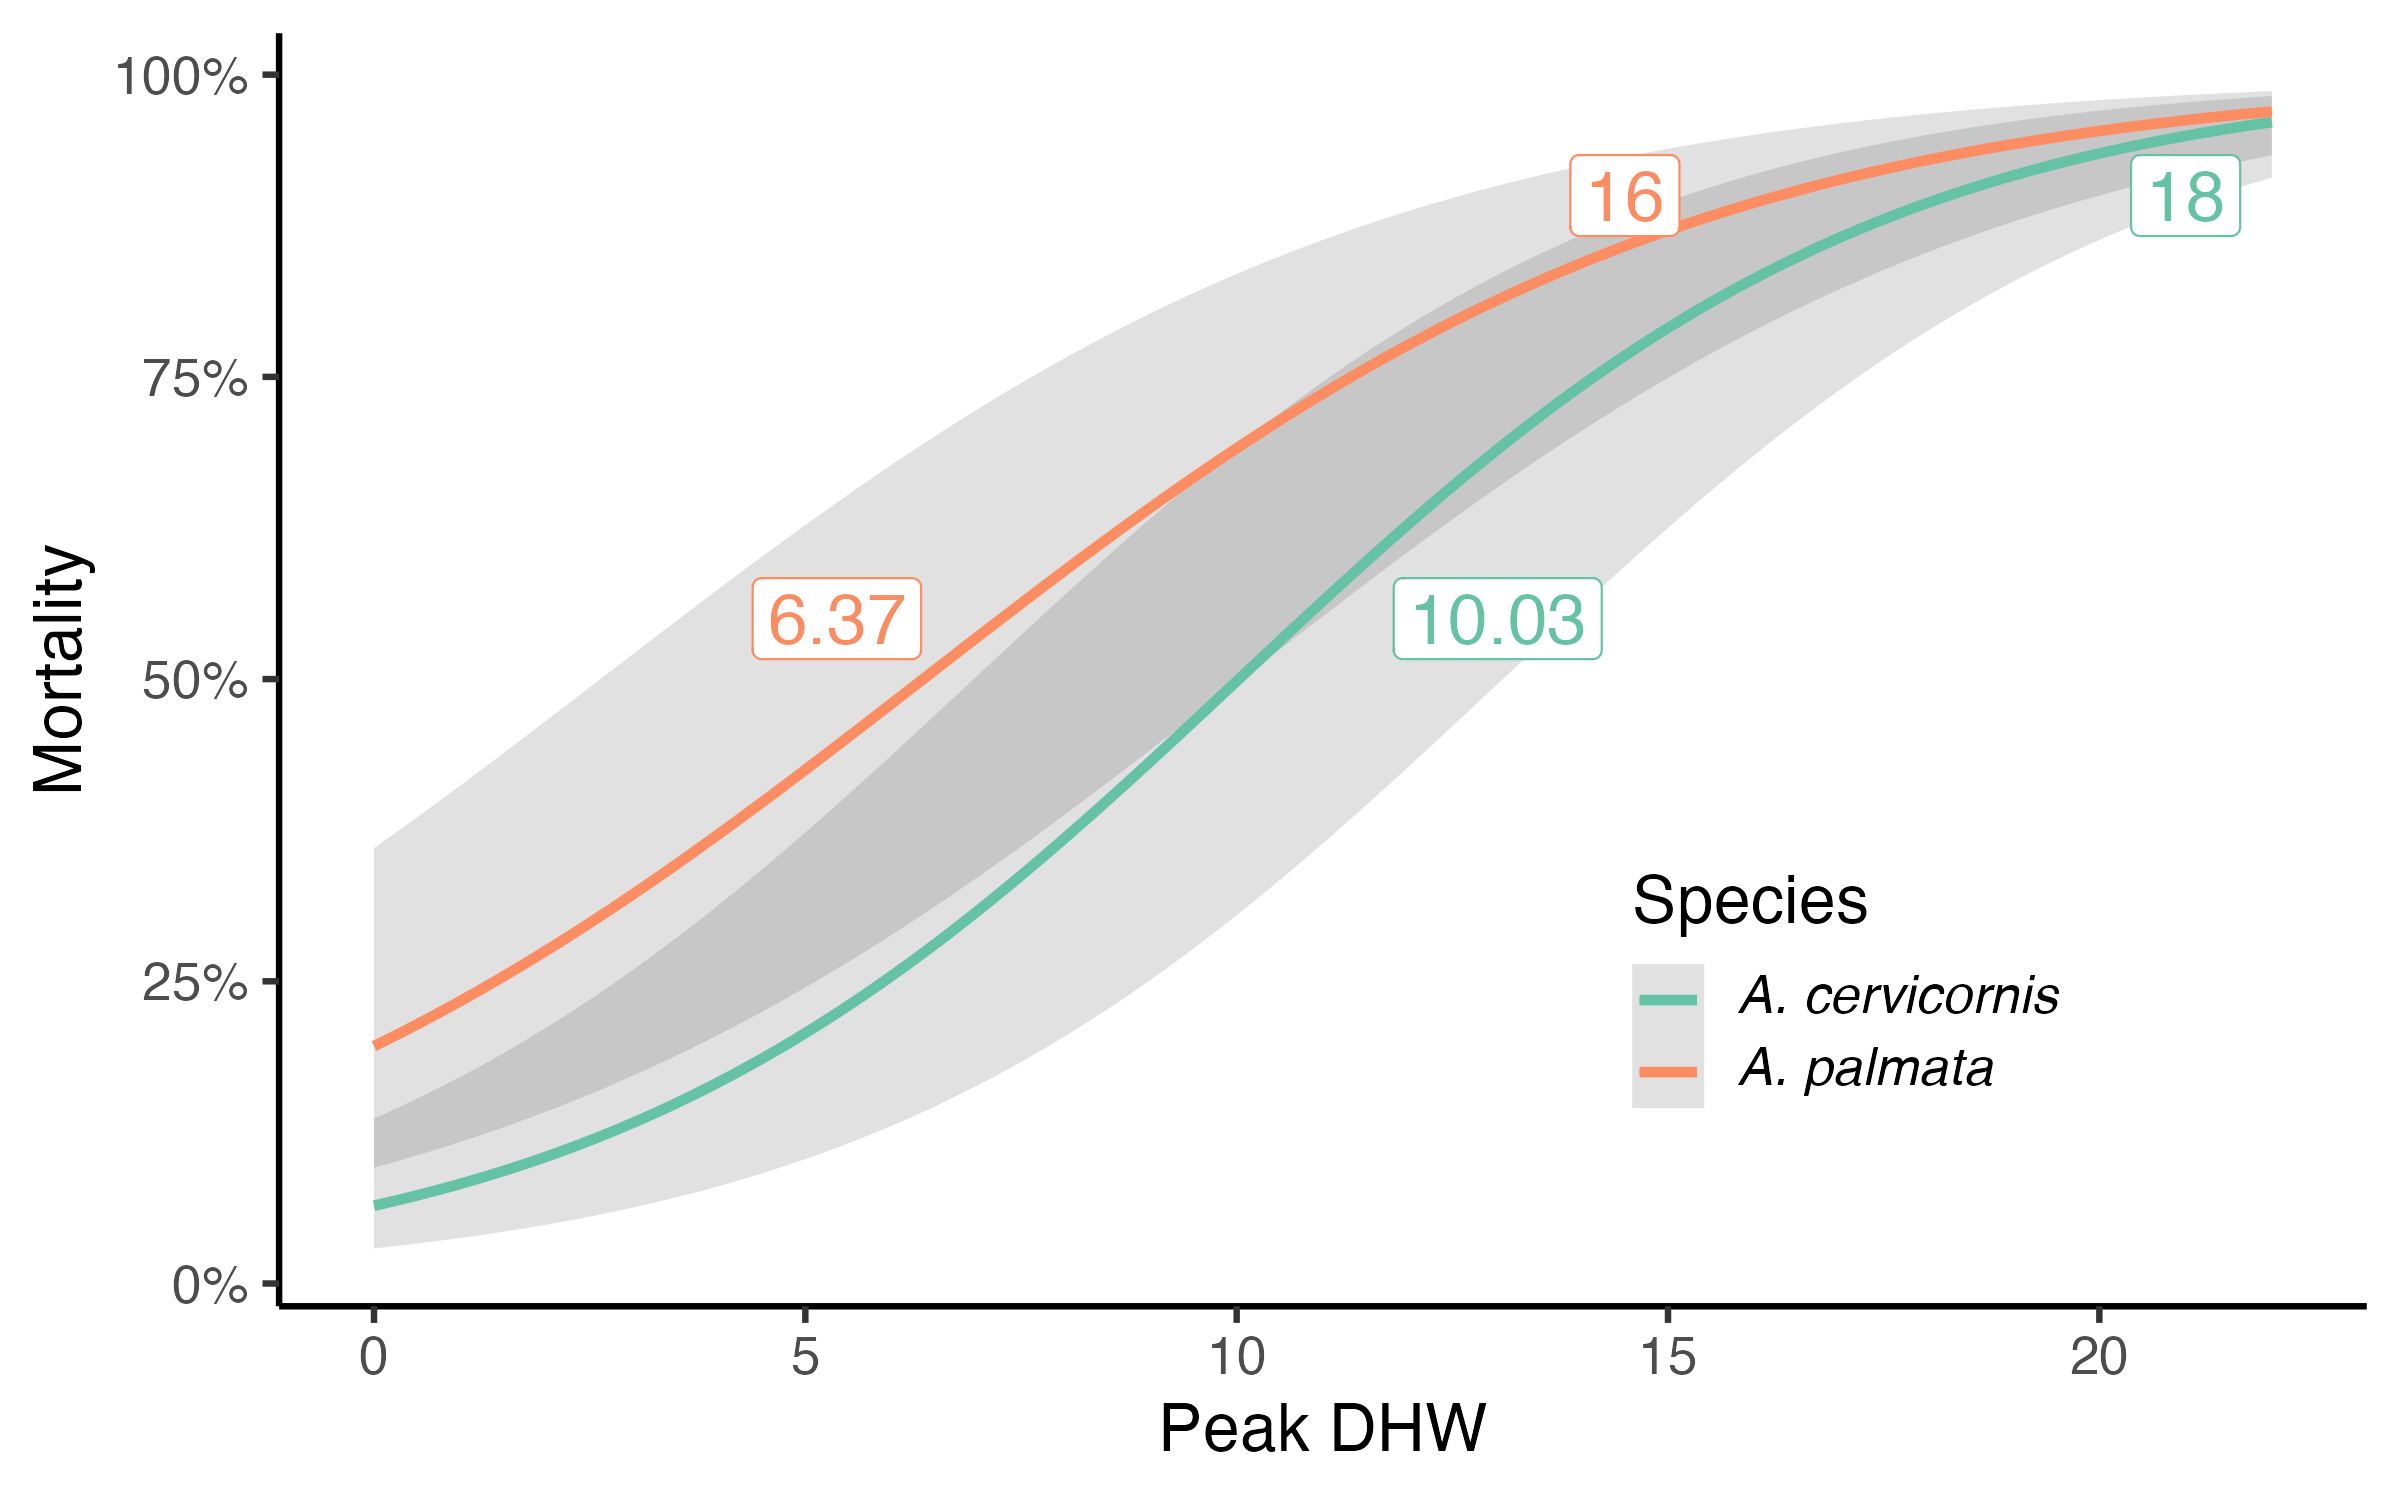 100%
75%
50%
25%
0%
Mortality
16
18
6.37
10.03
Species
A. cervicornis
A. palmata
0
5
10
15
20
Peak DHW